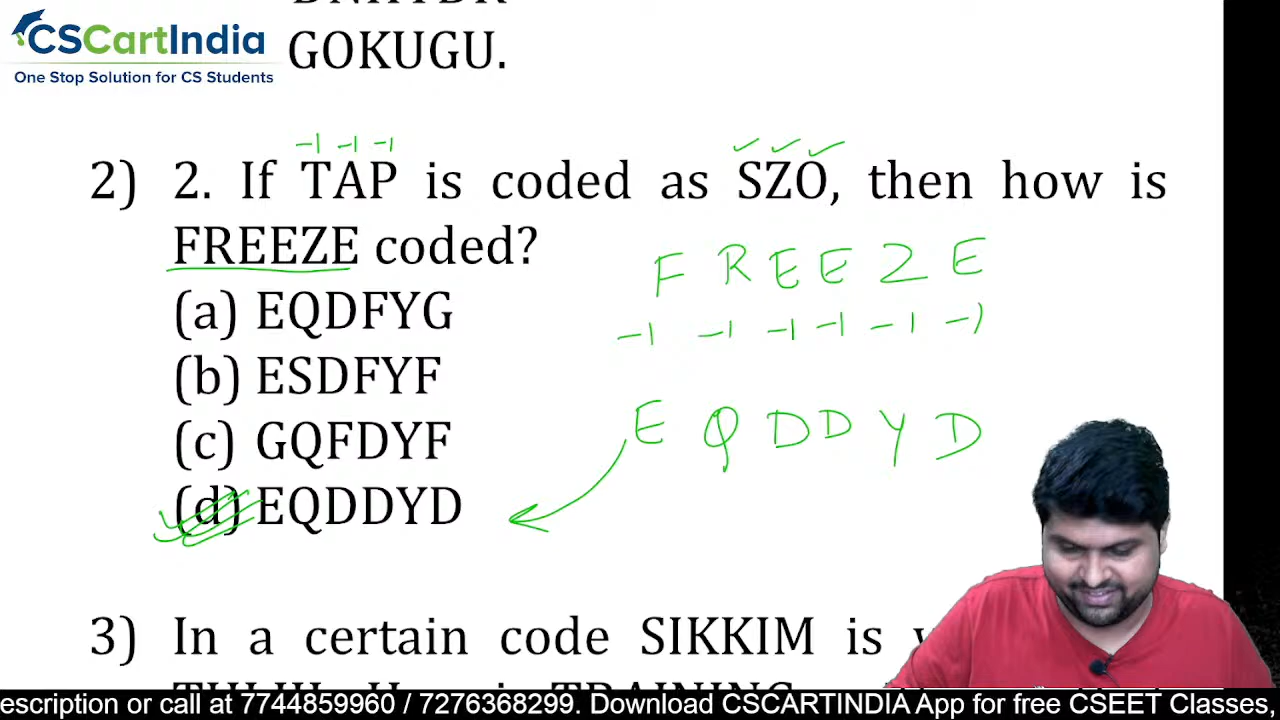 CSCartIndia
One Stop Solution for CS Students
GOKUGU.
-1 -1 -1
2) 2. If TAP is coded as SZO, then how is
FREEZE coded?
F R E E Z E
-1 -1 -1 -1 -1 -1
(a) EQDFYG
(b) ESDFYF
(c) GQFDYF
E Q D D Y D
(d) EQDDYD
3) In a certain code SIKKIM is
escription or call at 7744859960 / 7276368299. Download CSCARTINDIA App for free CSEET Classes,